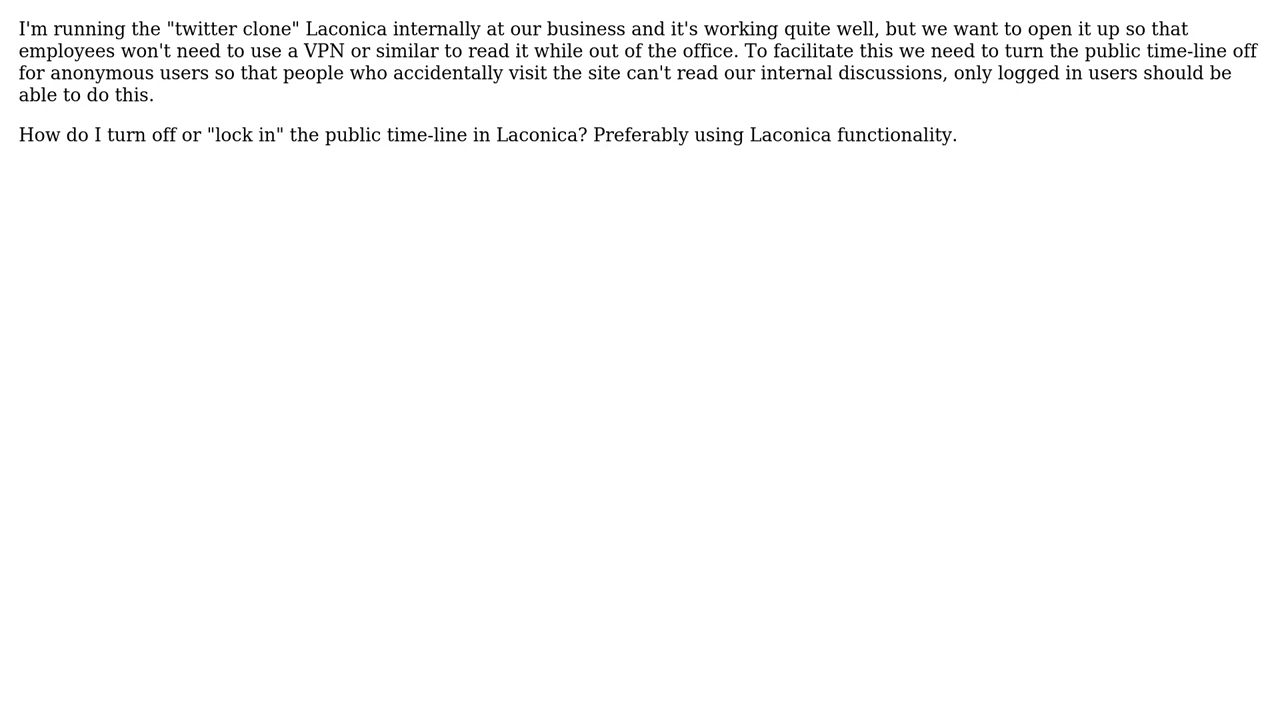 I'm running the "twitter clone" Laconica internally at our business and it's working quite well, but we want to open it up so that
employees won't need to use a VPN or similar to read it while out of the office. To facilitate this we need to turn the public time-line off
for anonymous users so that people who accidentally visit the site can't read our internal discussions, only logged in users should be
able to do this.
How do I turn off or "lock in" the public time-line in Laconica? Preferably using Laconica functionality.